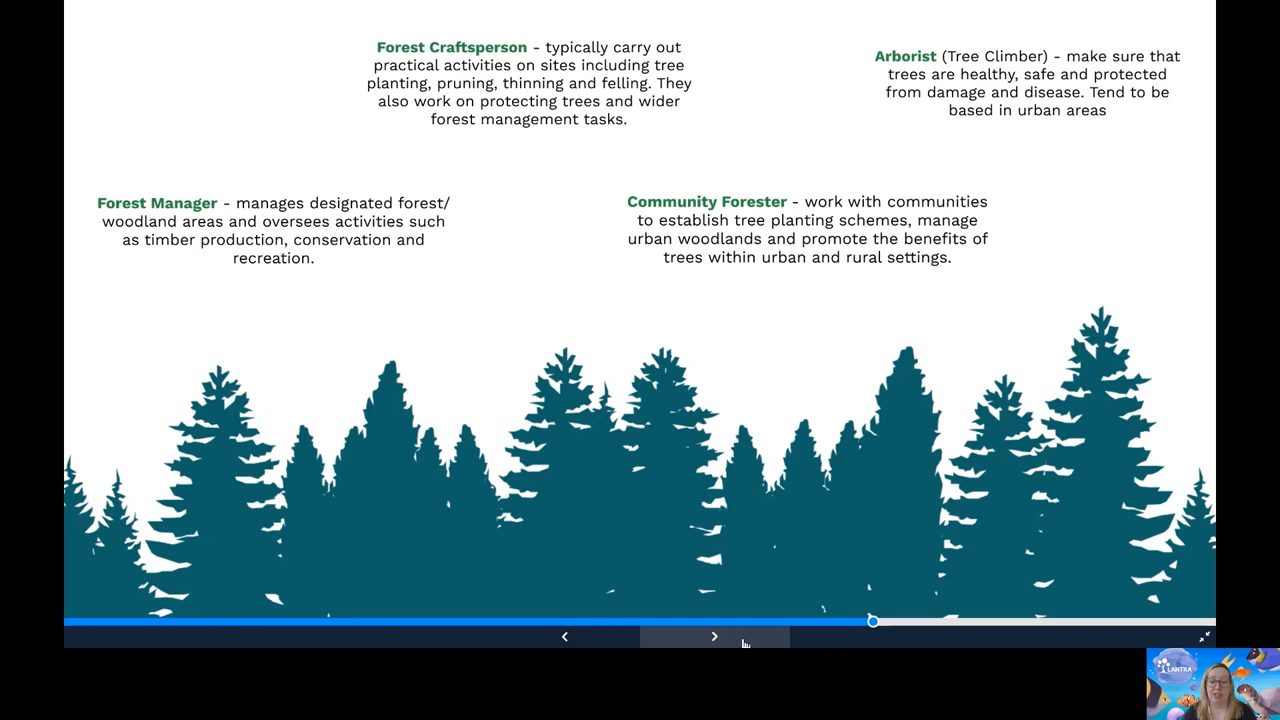 Forest Craftsperson - typically carry out
practical activities on sites including tree
planting, pruning, thinning and felling. They
also work on protecting trees and wider
forest management tasks.
Arborist (Tree Climber) - make sure that
trees are healthy, safe and protected
from damage and disease. Tend to be
based in urban areas
Forest Manager - manages designated forest/
woodland areas and oversees activities such
as timber production, conservation and
recreation.
Community Forester - work with communities
to establish tree planting schemes, manage
urban woodlands and promote the benefits of
trees within urban and rural settings.
LANTRA